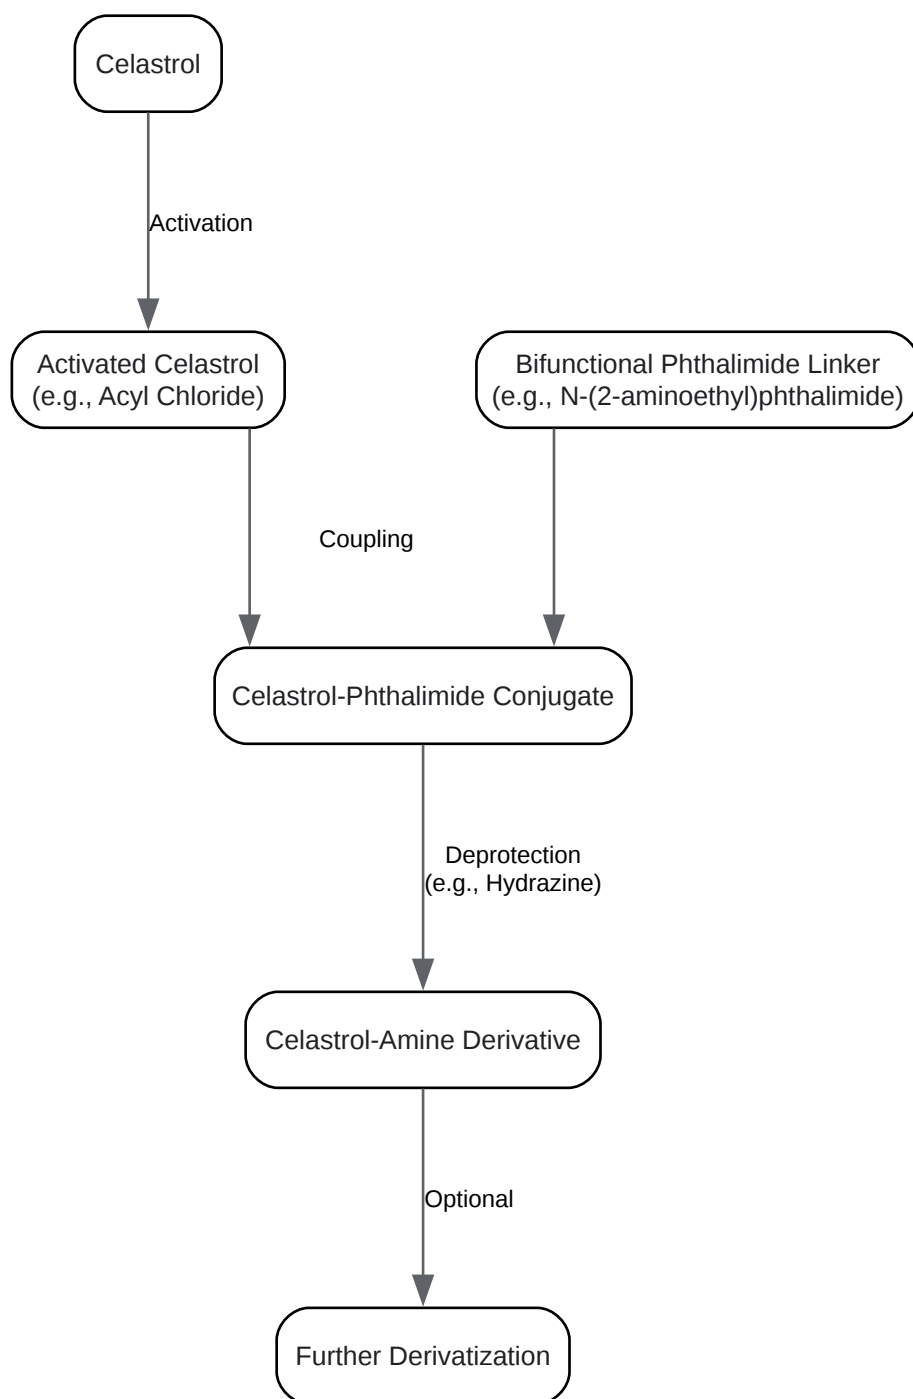 Celastrol
Activation
Activated Celastrol
(e.g., Acyl Chloride)
Bifunctional Phthalimide Linker
(e.g., N-(2-aminoethyl)phthalimide)
Coupling
Celastrol-Phthalimide Conjugate
Deprotection
(e.g., Hydrazine)
Celastrol-Amine Derivative
Optional
Further Derivatization